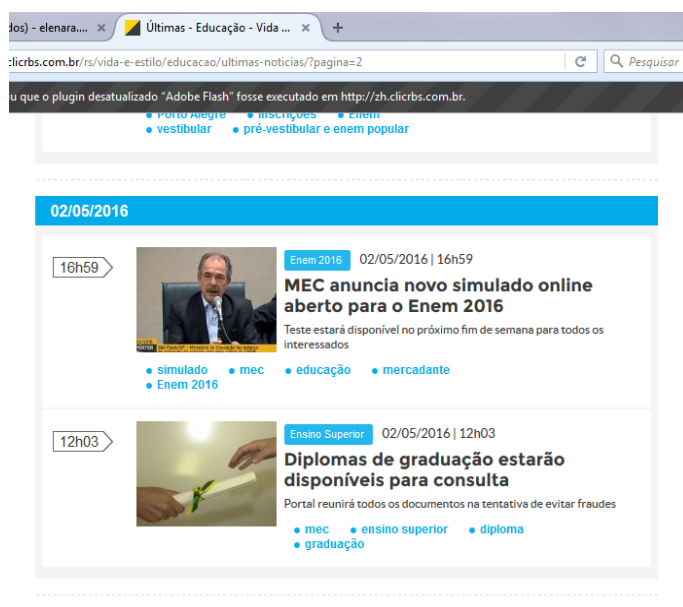 dos) - elenara.... × Últimas - Educação - Vida ... × +
clicrbs.com.br/rs/vida-e-estilo/educacao/ultimas-noticias/?pagina=2 Pesquisar
u que o plugin desatualizado "Adobe Flash" fosse executado em http://zh.clicrbs.com.br.
• Porto Alegre • inscrições • Enem
• vestibular • pré-vestibular e enem popular
02/05/2016
16h59
Enem 2016 02/05/2016 | 16h59
MEC anuncia novo simulado online
aberto para o Enem 2016
Teste estará disponível no próximo fim de semana para todos os
interessados
• simulado • mec • educação • mercadante
• Enem 2016
12h03
Ensino Superior 02/05/2016 | 12h03
Diplomas de graduação estarão
disponíveis para consulta
Portal reunirá todos os documentos na tentativa de evitar fraudes
• mec • ensino superior • diploma
• graduação